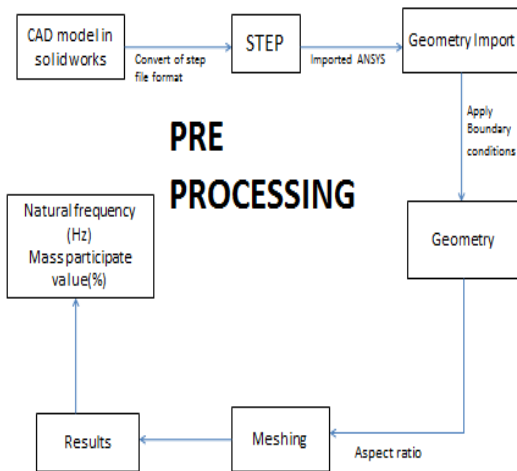 CAD model in
solidworks
Convert of step
file format
STEP
Imported ANSYS
Geometry Import
Apply
Boundary
conditions
PRE
PROCESSING
Geometry
Aspect ratio
Meshing
Results
Natural frequency
(Hz)
Mass participate
value(%)